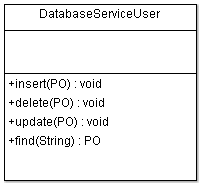 DatabaseServiceUser
+insert(PO) : void
+delete(PO) : void
+update(PO) : void
+find(String) : PO